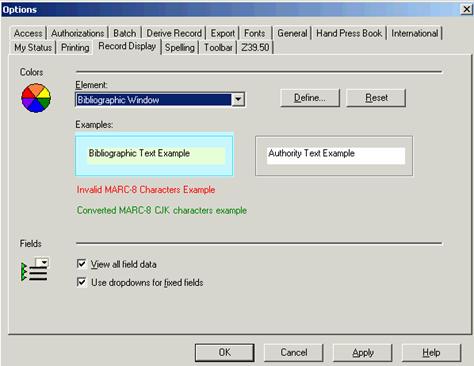 Options
Access Authorizations Batch Derive Record Export Fonts General Hand Press Book International
My Status Printing Record Display Spelling Toolbar Z39.50
Colors
Element:
Bibliographic Window
Define... Reset
Examples:
Bibliographic Text Example
Authority Text Example
Invalid MARC-8 Characters Example
Converted MARC-8 CJK characters example
Fields
View all field data
Use dropdowns for fixed fields
OK Cancel Apply Help